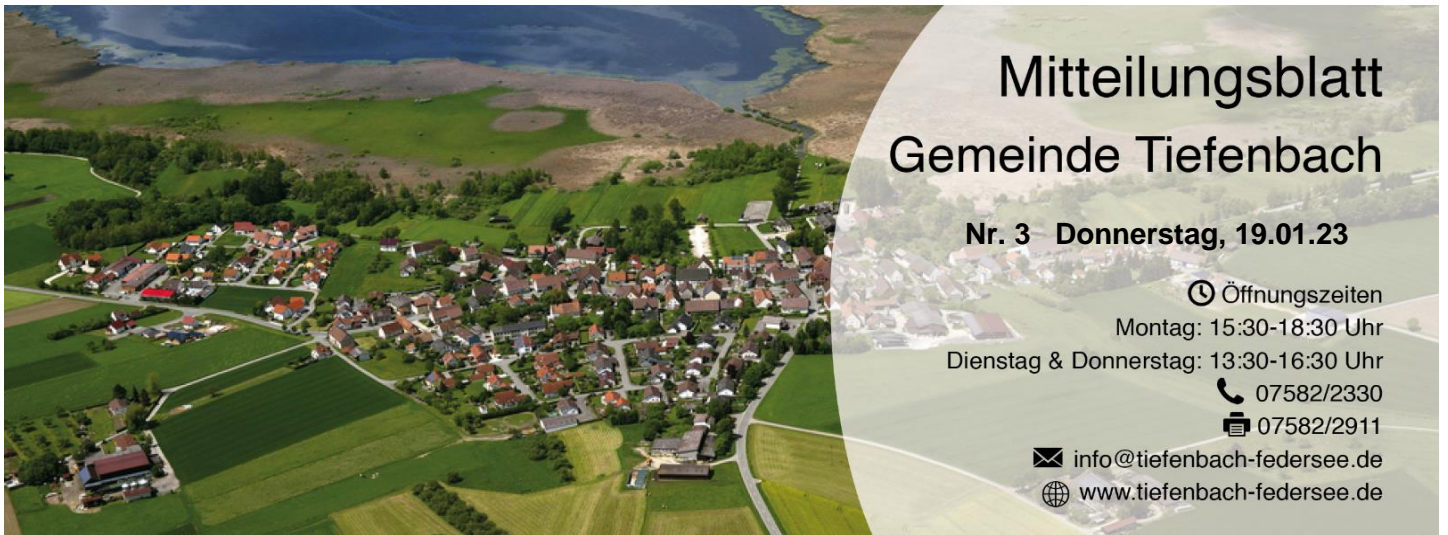 Mitteilungsblatt
Gemeinde Tiefenbach
Nr. 3 Donnerstag, 19.01.23
Öffnungszeiten
Montag: 15:30-18:30 Uhr
Dienstag & Donnerstag: 13:30-16:30 Uhr
07582/2330
07582/2911
info@tiefenbach-federsee.de
www.tiefenbach-federsee.de